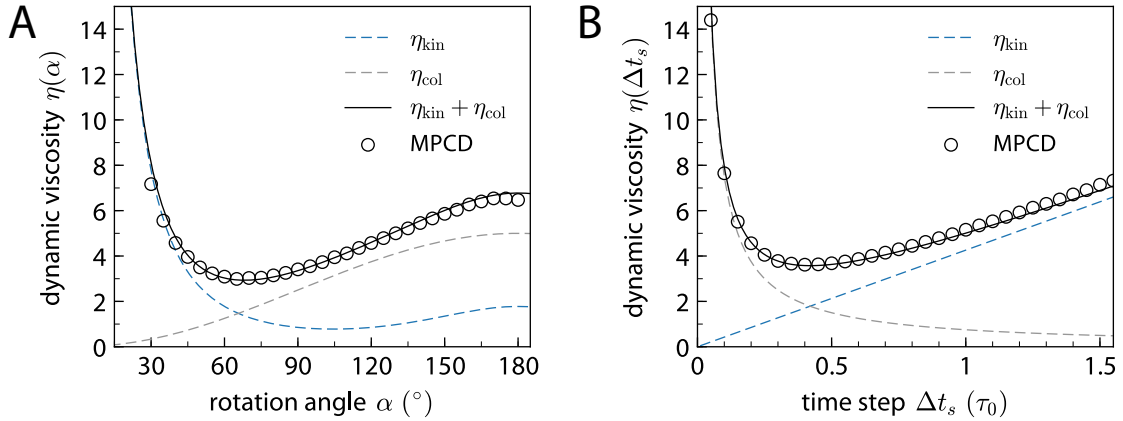 A
dynamic viscosity η(α)
14
12
10
8
6
4
2
0
η_kin
η_col
η_kin + η_col
MPCD
30 60 90 120 150 180
rotation angle α (°)
B
dynamic viscosity η(Δt_s)
14
12
10
8
6
4
2
0
η_kin
η_col
η_kin + η_col
MPCD
0 0.5 1 1.5
time step Δt_s (τ_0)